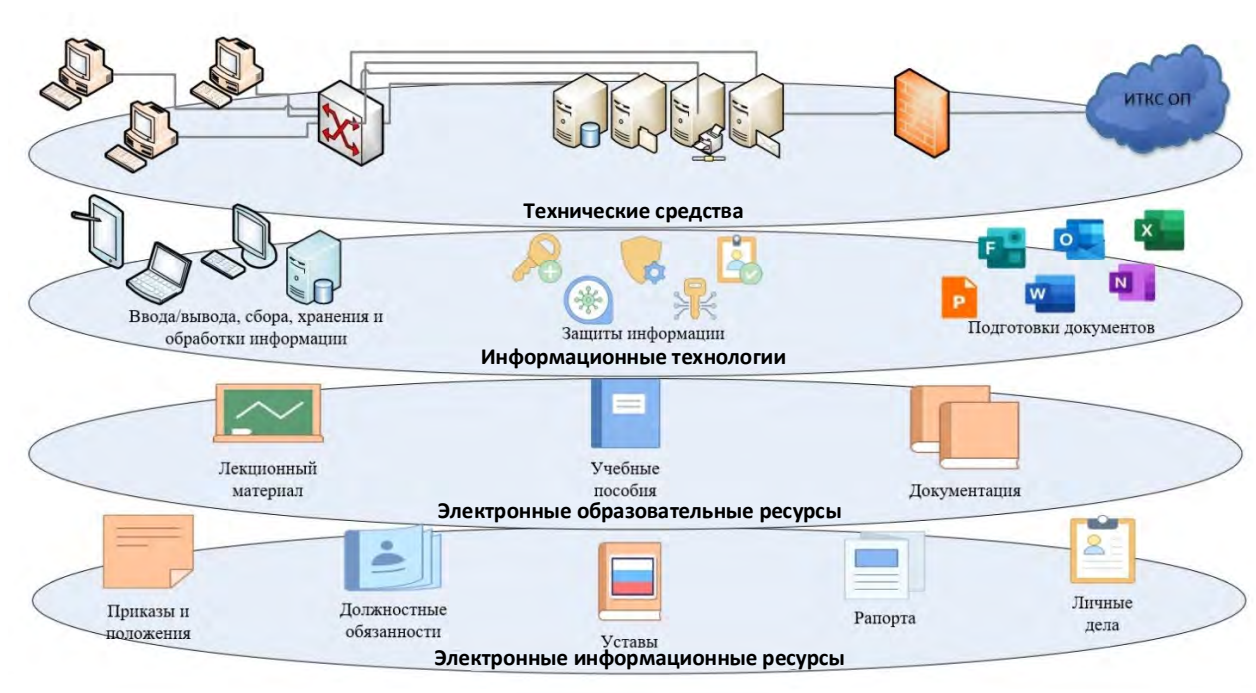 ИТКС ОП
Технические средства
F
O
X
P
W
N
Ввода/вывода, сбора, хранения и
обработки информации
Защиты информации
Подготовки документов
Информационные технологии
Лекционный
материал
Учебные
пособия
Документация
Электронные образовательные ресурсы
Приказы и
положения
Должностные
обязанности
Уставы
Рапорта
Личные
дела
Электронные информационные ресурсы